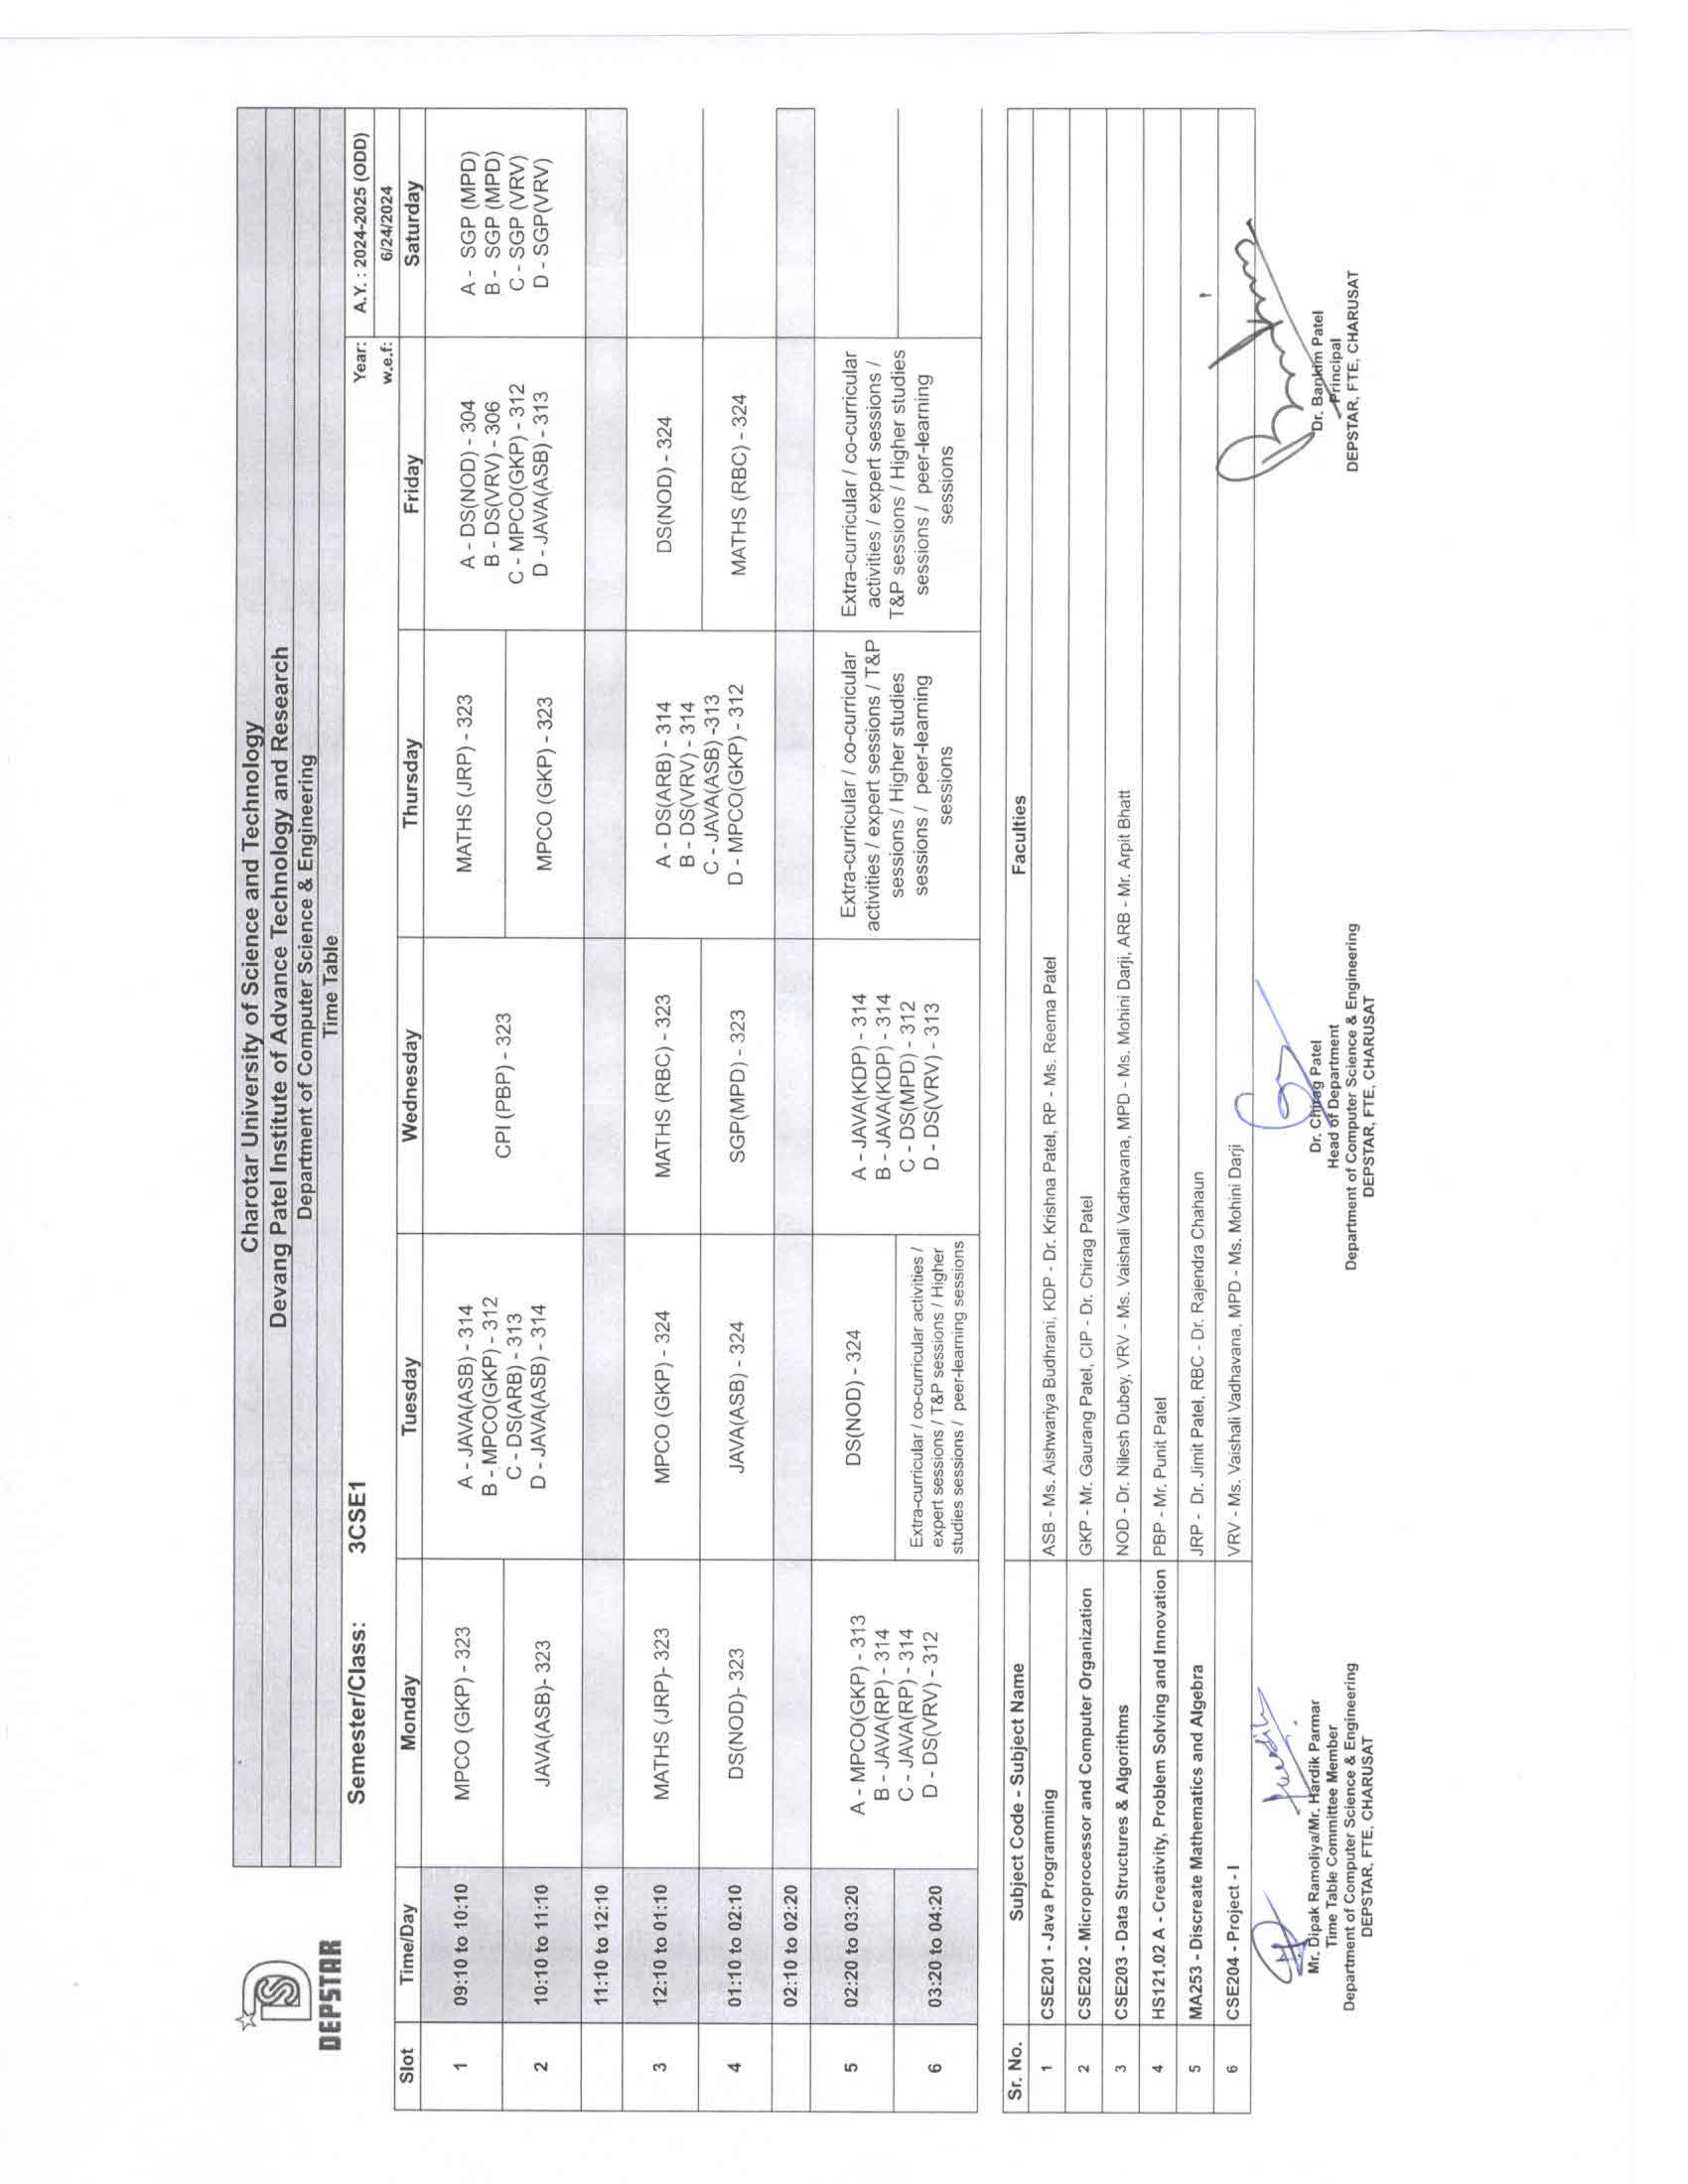 DEPSTAR
Charotar University of Science and Technology
Devang Patel Institute of Advance Technology and Research
Department of Computer Science & Engineering
Time Table
Semester/Class: 3CSE1
Year: A.Y. : 2024-2025 (ODD)
w.e.f: 6/24/2024
Slot Time/Day Monday Tuesday Wednesday Thursday Friday Saturday
1 09:10 to 10:10
MPCO (GKP) - 323
A - JAVA(ASB) - 314
B - MPCO(GKP) - 312
C - DS(ARB) - 313
D - JAVA(ASB) - 314
CPI (PBP) - 323
MATHS (JRP) - 323
A - DS(NOD) - 304
B - DS(VRV) - 306
C - MPCO(GKP) - 312
D - JAVA(ASB) - 313
A - SGP (MPD)
B - SGP (MPD)
C - SGP (VRV)
D - SGP(VRV)
2 10:10 to 11:10
JAVA(ASB)- 323
MPCO (GKP) - 323
11:10 to 12:10
3 12:10 to 01:10
MATHS (JRP)- 323
MPCO (GKP) - 324
MATHS (RBC) - 323
A - DS(ARB) - 314
B - DS(VRV) - 314
C - JAVA(ASB) -313
D - MPCO(GKP) - 312
DS(NOD) - 324
4 01:10 to 02:10
DS(NOD)- 323
JAVA(ASB) - 324
SGP(MPD) - 323
MATHS (RBC) - 324
02:10 to 02:20
5 02:20 to 03:20
A - MPCO(GKP) - 313
B - JAVA(RP) - 314
C - JAVA(RP) - 314
D - DS(VRV) - 312
DS(NOD) - 324
A - JAVA(KDP) - 314
B - JAVA(KDP) - 314
C - DS(MPD) - 312
D - DS(VRV) - 313
Extra-curricular / co-curricular
activities / expert sessions / T&P
sessions / Higher studies
sessions / peer-learning
sessions
Extra-curricular / co-curricular
activities / expert sessions /
T&P sessions / Higher studies
sessions / peer-learning
sessions
6 03:20 to 04:20
Extra-curricular / co-curricular activities /
expert sessions / T&P sessions / Higher
studies sessions / peer-learning sessions
Sr. No. Subject Code - Subject Name Faculties
1 CSE201 - Java Programming ASB - Ms. Aishwariya Budhrani, KDP - Dr. Krishna Patel, RP - Ms. Reema Patel
2 CSE202 - Microprocessor and Computer Organization GKP - Mr. Gaurang Patel, CIP - Dr. Chirag Patel
3 CSE203 - Data Structures & Algorithms NOD - Dr. Nilesh Dubey, VRV - Ms. Vaishali Vadhavana, MPD - Ms. Mohini Darji, ARB - Mr. Arpit Bhatt
4 HS121.02 A - Creativity, Problem Solving and Innovation PBP - Mr. Punit Patel
5 MA253 - Discreate Mathematics and Algebra JRP - Dr. Jimit Patel, RBC - Dr. Rajendra Chahaun
6 CSE204 - Project - I VRV - Ms. Vaishali Vadhavana, MPD - Ms. Mohini Darji
Mr. Dipak Ramoliya/Mr. Hardik Parmar
Time Table Committee Member
Department of Computer Science & Engineering
DEPSTAR, FTE, CHARUSAT
Dr. Chirag Patel
Head of Department
Department of Computer Science & Engineering
DEPSTAR, FTE, CHARUSAT
Dr. Bankim Patel
Principal
DEPSTAR, FTE, CHARUSAT